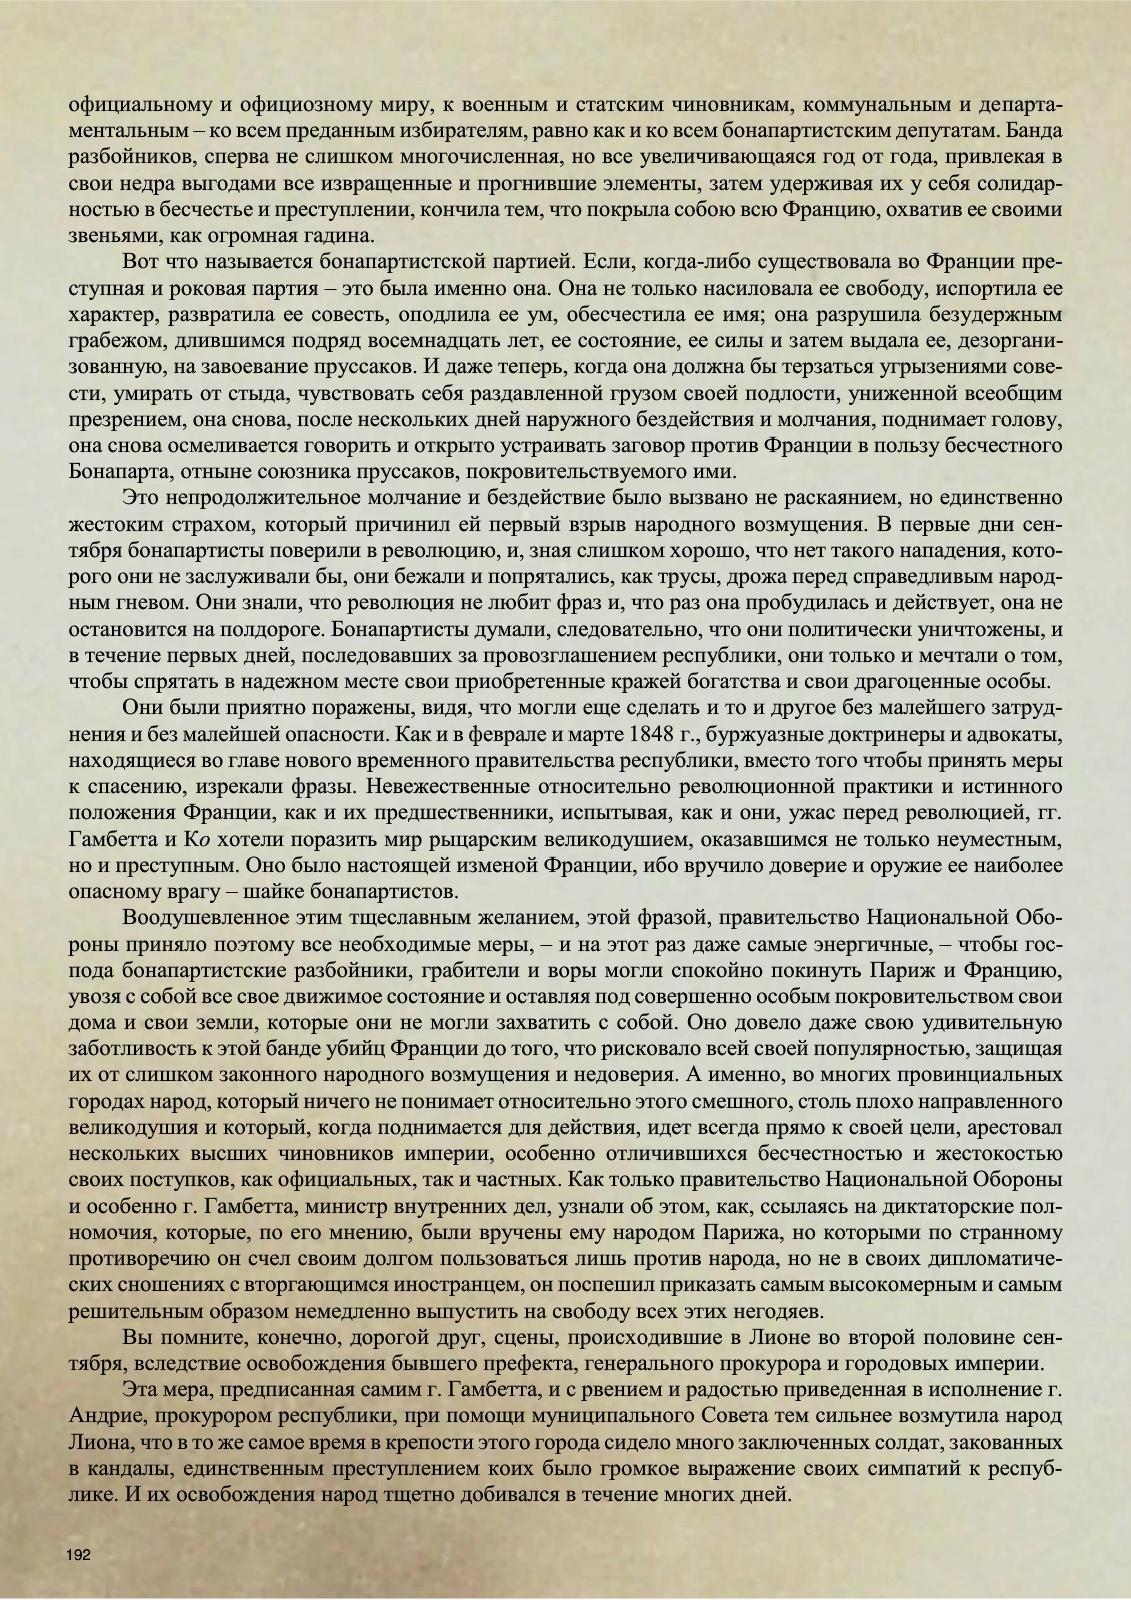 официальному и официозному миру, к военным и статским чиновникам, коммунальным и департа-
ментальным – ко всем преданным избирателям, равно как и ко всем бонапартистским депутатам. Банда
разбойников, сперва не слишком многочисленная, но все увеличивающаяся год от года, привлекая в
свои недра выгодами все извращенные и прогнившие элементы, затем удерживая их у себя солидар-
ностью в бесчестье и преступлении, кончила тем, что покрыла собою всю Францию, охватив ее своими
звеньями, как огромная гадина.
Вот что называется бонапартистской партией. Если, когда-либо существовала во Франции пре-
ступная и роковая партия – это была именно она. Она не только насиловала ее свободу, испортила ее
характер, развратила ее совесть, оподлила ее ум, обесчестила ее имя; она разрушила безудержным
грабежом, длившимся подряд восемнадцать лет, ее состояние, ее силы и затем выдала ее, дезоргани-
зованную, на завоевание пруссаков. И даже теперь, когда она должна бы терзаться угрызениями сове-
сти, умирать от стыда, чувствовать себя раздавленной грузом своей подлости, униженной всеобщим
презрением, она снова, после нескольких дней наружного бездействия и молчания, поднимает голову,
она снова осмеливается говорить и открыто устраивать заговор против Франции в пользу бесчестного
Бонапарта, отныне союзника пруссаков, покровительствуемого ими.
Это непродолжительное молчание и бездействие было вызвано не раскаянием, но единственно
жестоким страхом, который причинил ей первый взрыв народного возмущения. В первые дни сен-
тября бонапартисты поверили в революцию, и, зная слишком хорошо, что нет такого нападения, кото-
рого они не заслуживали бы, они бежали и попрятались, как трусы, дрожа перед справедливым народ-
ным гневом. Они знали, что революция не любит фраз и, что раз она пробудилась и действует, она не
остановится на полдороге. Бонапартисты думали, следовательно, что они политически уничтожены, и
в течение первых дней, последовавших за провозглашением республики, они только и мечтали о том,
чтобы спрятать в надежном месте свои приобретенные кражей богатства и свои драгоценные особы.
Они были приятно поражены, видя, что могли еще сделать и то и другое без малейшего затруд-
нения и без малейшей опасности. Как и в феврале и марте 1848 г., буржуазные доктринеры и адвокаты,
находящиеся во главе нового временного правительства республики, вместо того чтобы принять меры
к спасению, изрекали фразы. Невежественные относительно революционной практики и истинного
положения Франции, как и их предшественники, испытывая, как и они, ужас перед революцией, гг.
Гамбетта и Ко хотели поразить мир рыцарским великодушием, оказавшимся не только неуместным,
но и преступным. Оно было настоящей изменой Франции, ибо вручило доверие и оружие ее наиболее
опасному врагу – шайке бонапартистов.
Воодушевленное этим тщеславным желанием, этой фразой, правительство Национальной Обо-
роны приняло поэтому все необходимые меры, – и на этот раз даже самые энергичные, – чтобы гос-
пода бонапартистские разбойники, грабители и воры могли спокойно покинуть Париж и Францию,
увозя с собой все свое движимое состояние и оставляя под совершенно особым покровительством свои
дома и свои земли, которые они не могли захватить с собой. Оно довело даже свою удивительную
заботливость к этой банде убийц Франции до того, что рисковало всей своей популярностью, защищая
их от слишком законного народного возмущения и недоверия. А именно, во многих провинциальных
городах народ, который ничего не понимает относительно этого смешного, столь плохо направленного
великодушия и который, когда поднимается для действия, идет всегда прямо к своей цели, арестовал
нескольких высших чиновников империи, особенно отличившихся бесчестностью и жестокостью
своих поступков, как официальных, так и частных. Как только правительство Национальной Обороны
и особенно г. Гамбетта, министр внутренних дел, узнали об этом, как, ссылаясь на диктаторские пол-
номочия, которые, по его мнению, были вручены ему народом Парижа, но которыми по странному
противоречию он счел своим долгом пользоваться лишь против народа, но не в своих дипломатиче-
ских сношениях с вторгающимся иностранцем, он поспешил приказать самым высокомерным и самым
решительным образом немедленно выпустить на свободу всех этих негодяев.
Вы помните, конечно, дорогой друг, сцены, происходившие в Лионе во второй половине сен-
тября, вследствие освобождения бывшего префекта, генерального прокурора и городовых империи.
Эта мера, предписанная самим г. Гамбетта, и с рвением и радостью приведенная в исполнение г.
Андрие, прокурором республики, при помощи муниципального Совета тем сильнее возмутила народ
Лиона, что в то же самое время в крепости этого города сидело много заключенных солдат, закованных
в кандалы, единственным преступлением коих было громкое выражение своих симпатий к респуб-
лике. И их освобождения народ тщетно добивался в течение многих дней.
192